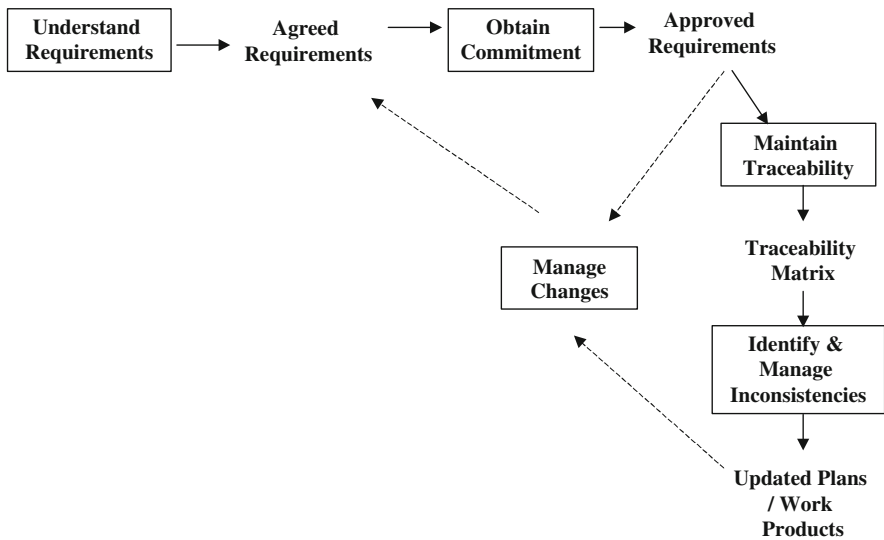 Understand
Requirements
Agreed
Requirements
Obtain
Commitment
Approved
Requirements
Maintain
Traceability
Traceability
Matrix
Manage
Changes
Identify &
Manage
Inconsistencies
Updated Plans
/ Work
Products